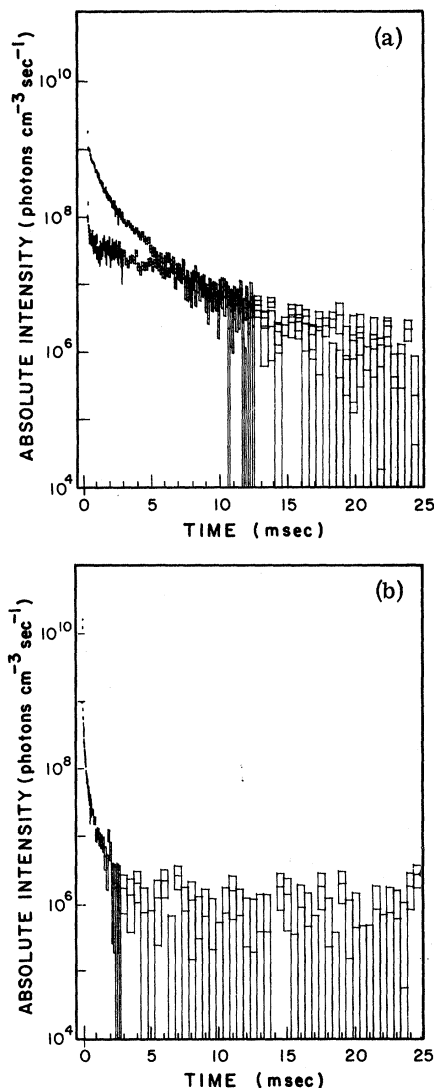 (a)
ABSOLUTE INTENSITY (photons cm⁻³ sec⁻¹)
10¹⁰
10⁸
10⁶
10⁴
0 5 10 15 20 25
TIME (msec)
(b)
ABSOLUTE INTENSITY (photons cm⁻³ sec⁻¹)
10¹⁰
10⁸
10⁶
10⁴
0 5 10 15 20 25
TIME (msec)